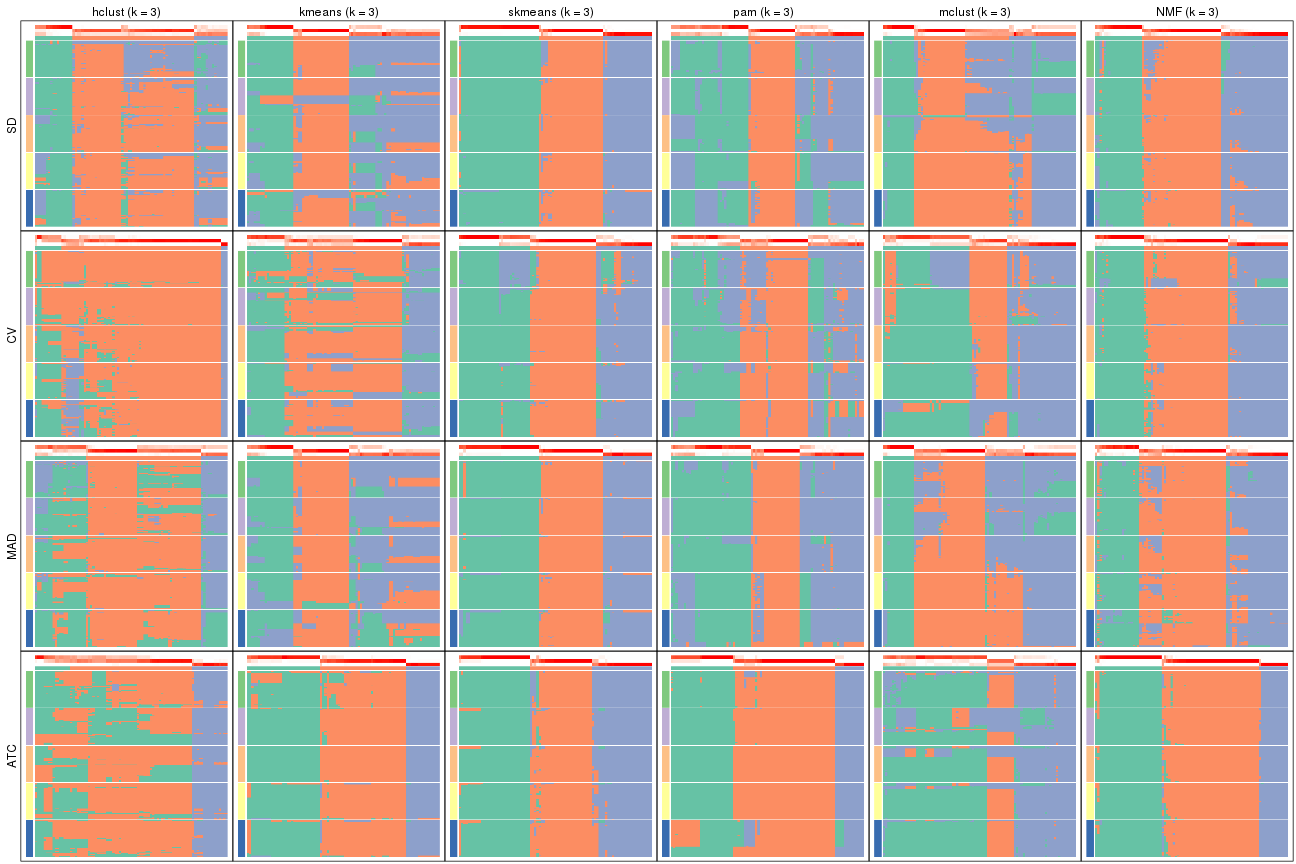 hclust (k = 3) kmeans (k = 3) skmeans (k = 3) pam (k = 3) mclust (k = 3) NMF (k = 3)
SD
CV
MAD
ATC